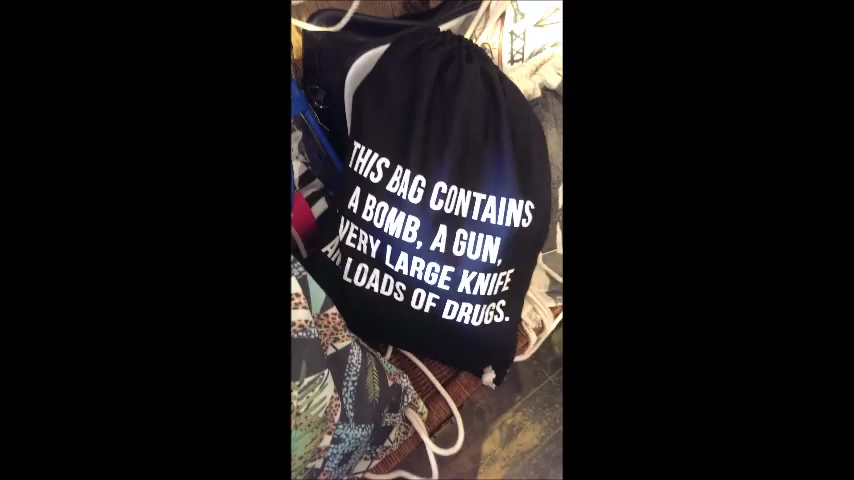 THIS BAG CONTAINS
A BOMB, A GUN,
VERY LARGE KNIFE
LOADS OF DRUGS.